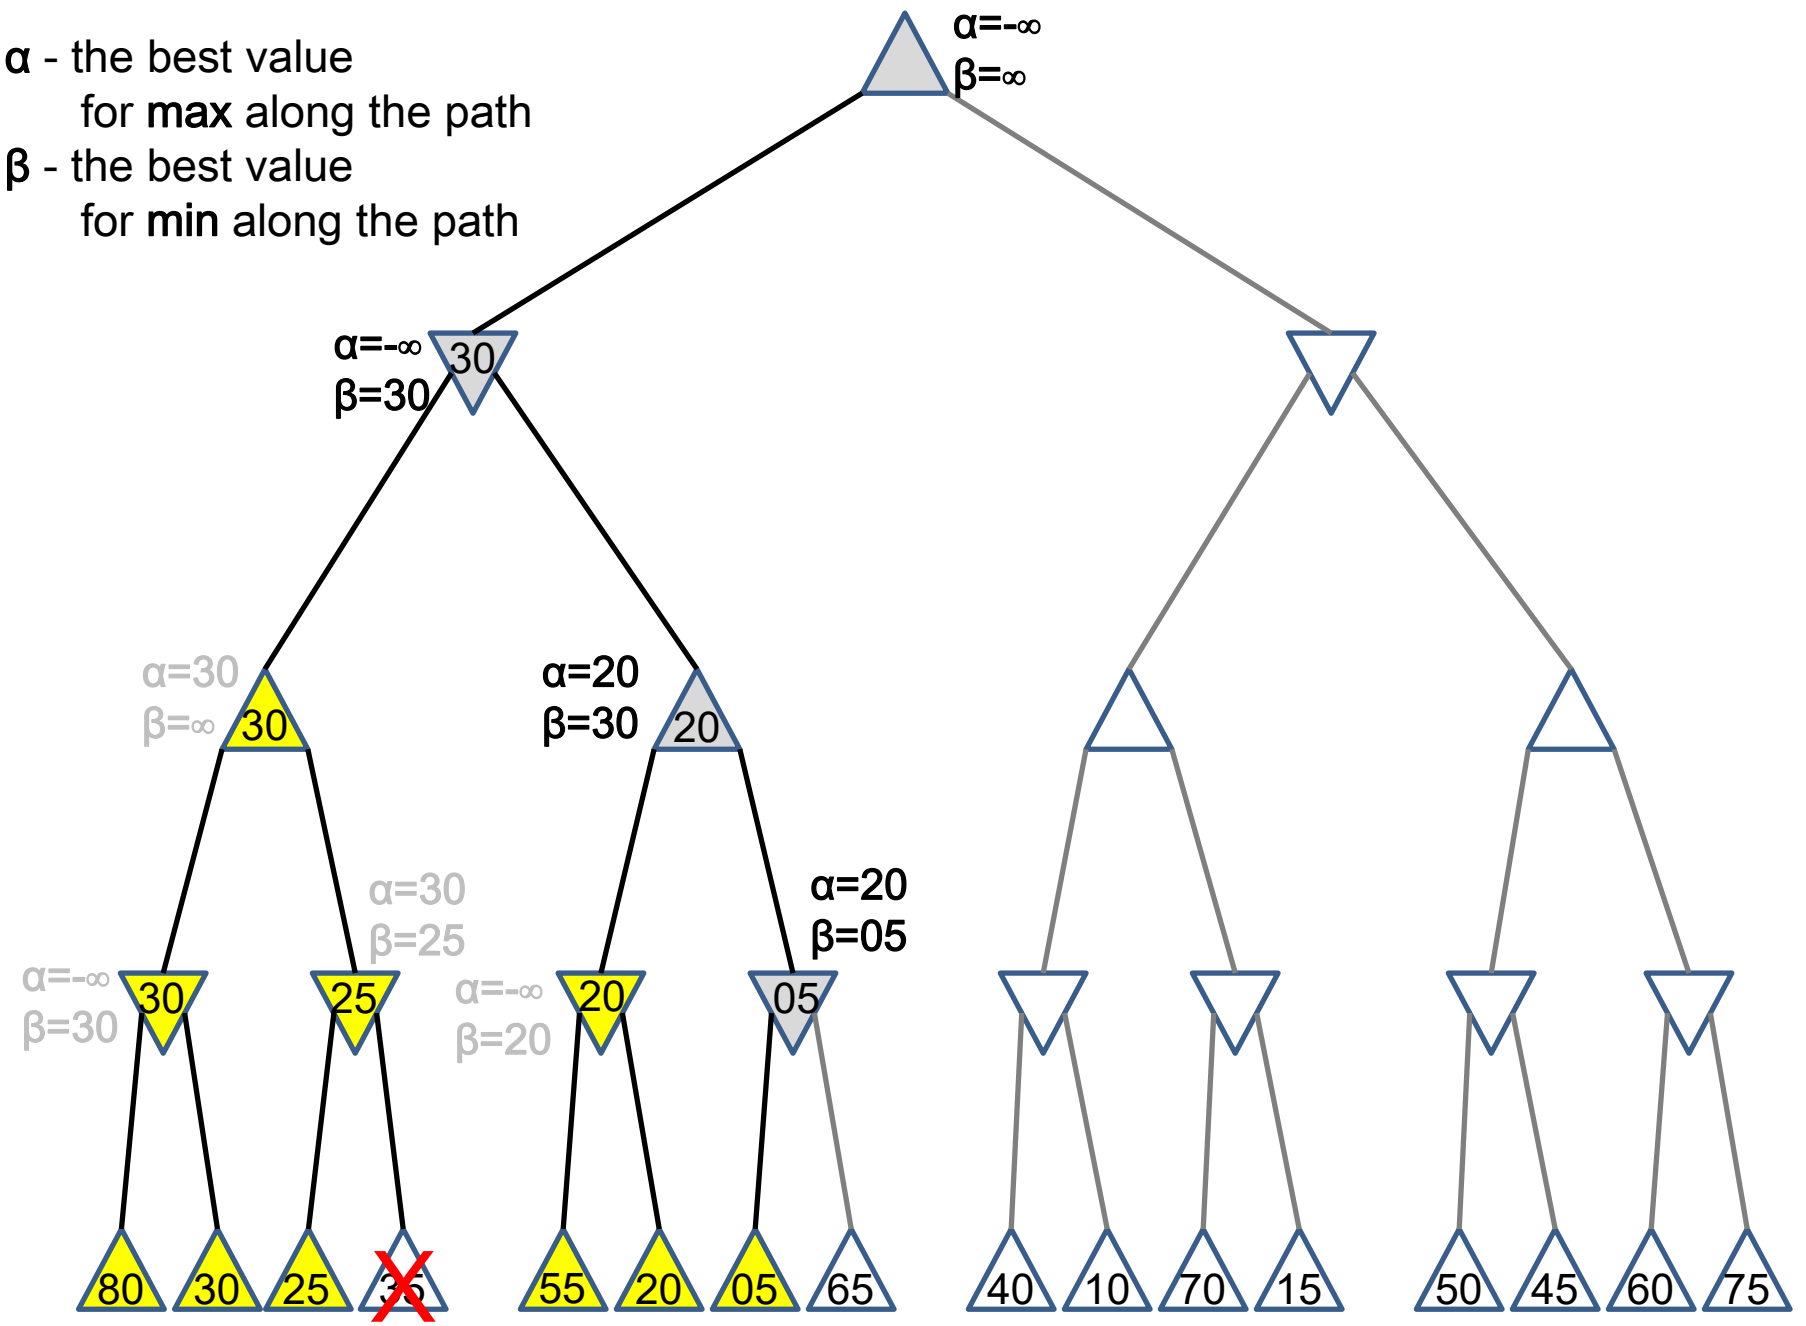 α - the best value
for max along the path
β - the best value
for min along the path
α=-∞
β=∞
α=-∞
β=30
30
α=30
β=∞
30
α=20
β=30
20
α=-∞
β=30
30
α=30
β=25
25
α=-∞
β=20
20
α=20
β=05
05
80 30 25 35 55 20 05 65 40 10 70 15 50 45 60 75